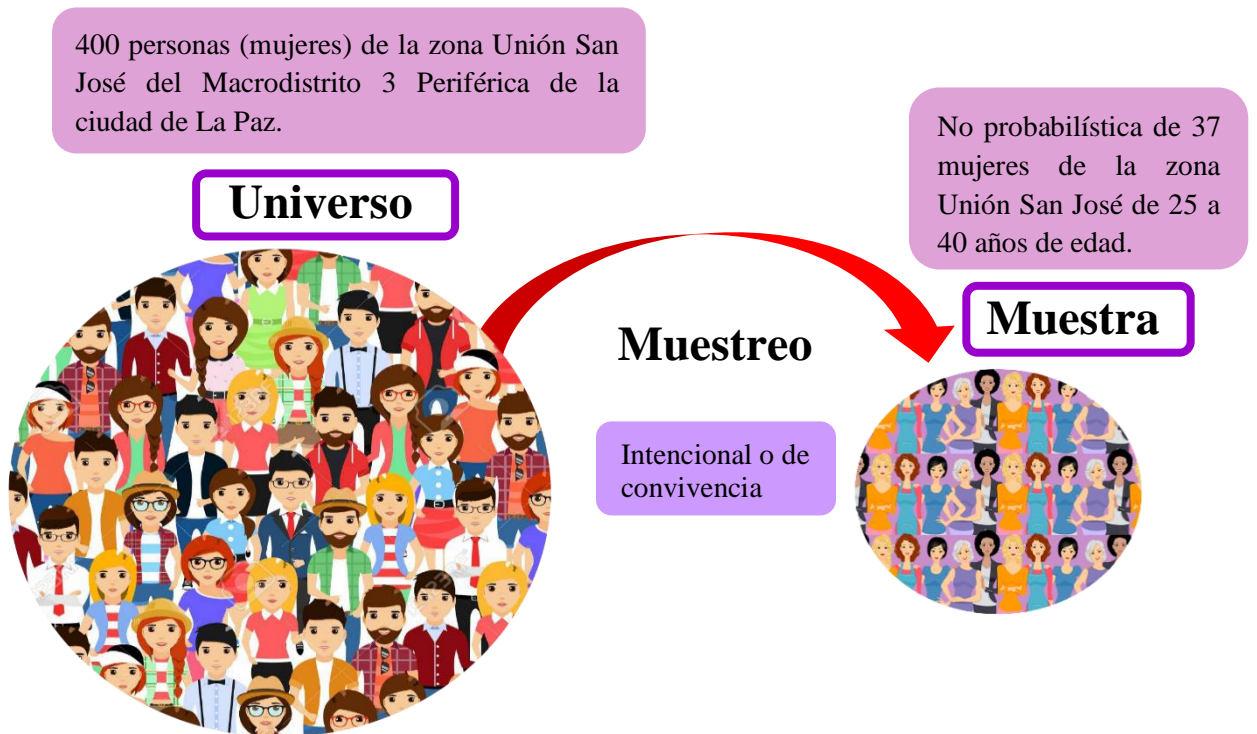 400 personas (mujeres) de la zona Unión San
José del Macrodistrito 3 Periférica de la
ciudad de La Paz.
Universo
No probabilística de 37
mujeres de la zona
Unión San José de 25 a
40 años de edad.
Muestra
Muestreo
Intencional o de
convivencia